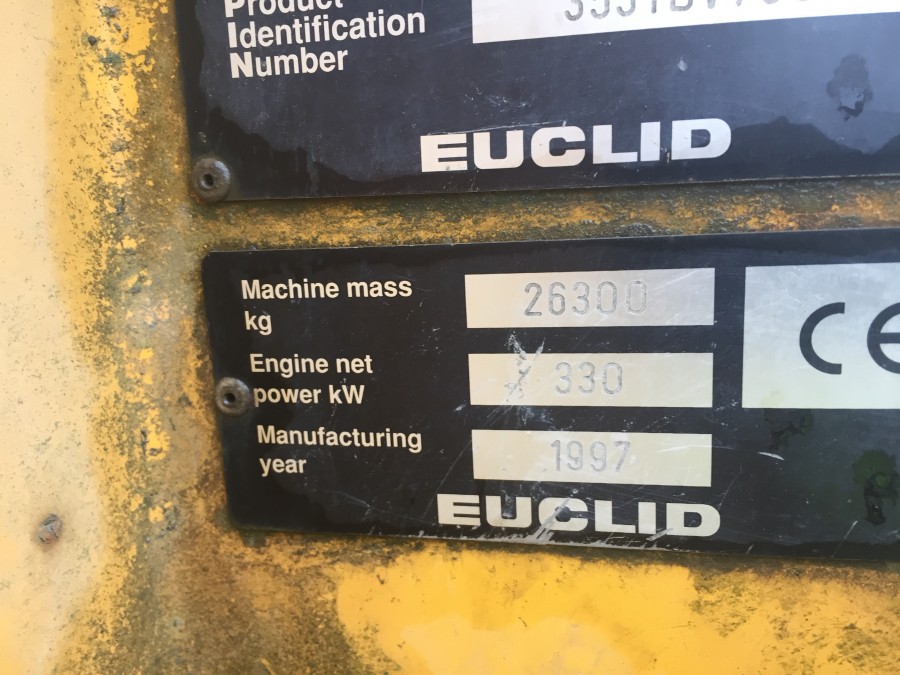 Product
Identification
Number
EUCLID
Machine mass 26300
kg
Engine net
power kW 330
Manufacturing 1997
year
CE
EUCLID